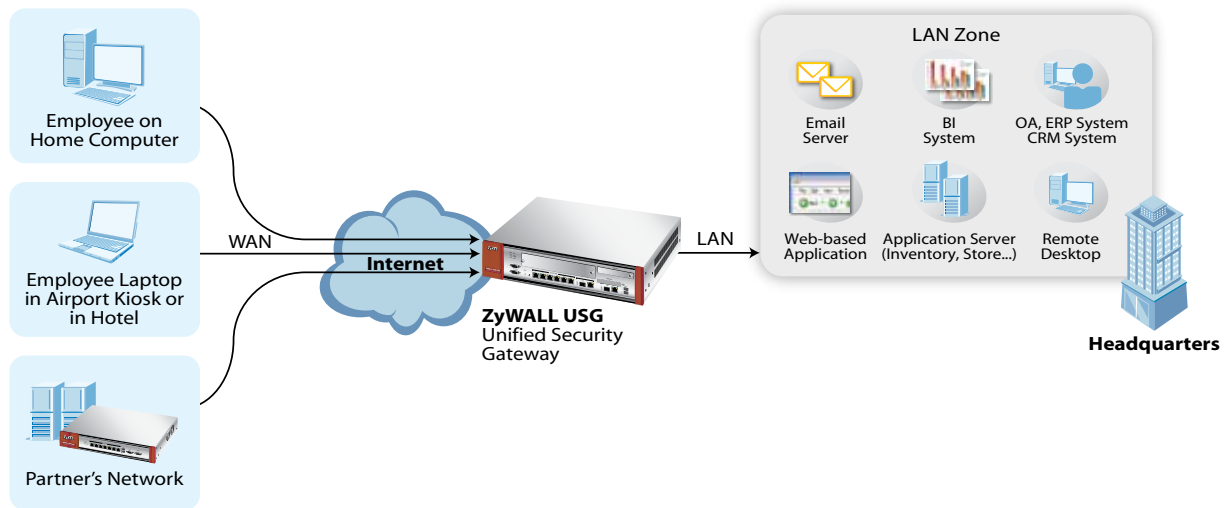 Employee on
Home Computer
Employee Laptop
in Airport Kiosk or
in Hotel
Partner's Network
WAN
Internet
ZyWALL USG
Unified Security
Gateway
LAN
LAN Zone
Email
Server
BI
System
OA, ERP System
CRM System
Web-based
Application
Application Server
(Inventory, Store...)
Remote
Desktop
Headquarters